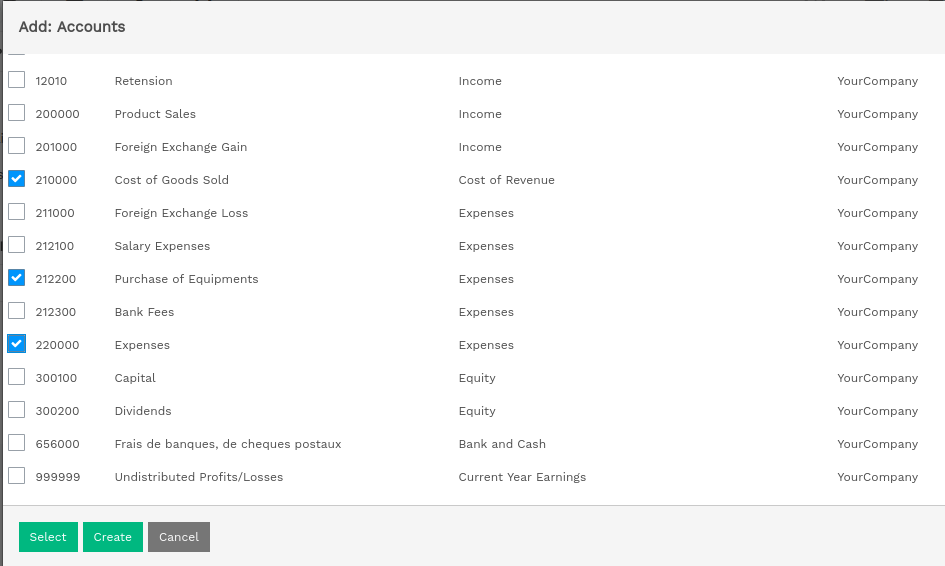 Add: Accounts
12010 Retension Income YourCompany
200000 Product Sales Income YourCompany
201000 Foreign Exchange Gain Income YourCompany
210000 Cost of Goods Sold Cost of Revenue YourCompany
211000 Foreign Exchange Loss Expenses YourCompany
212100 Salary Expenses Expenses YourCompany
212200 Purchase of Equipments Expenses YourCompany
212300 Bank Fees Expenses YourCompany
220000 Expenses Expenses YourCompany
300100 Capital Equity YourCompany
300200 Dividends Equity YourCompany
656000 Frais de banques, de cheques postaux Bank and Cash YourCompany
999999 Undistributed Profits/Losses Current Year Earnings YourCompany
Select Create Cancel